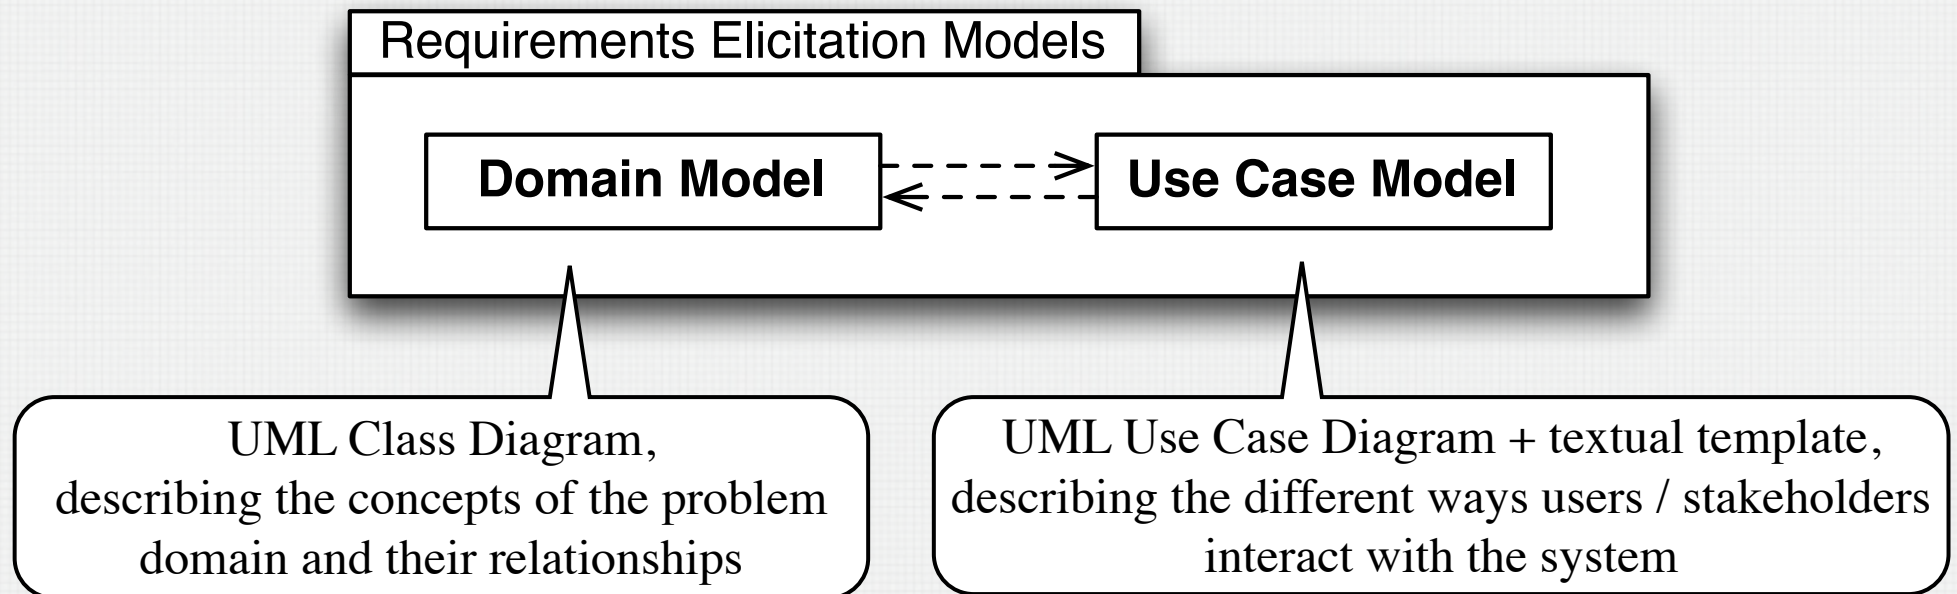 Requirements Elicitation Models
Domain Model
Use Case Model
UML Class Diagram,
describing the concepts of the problem
domain and their relationships
UML Use Case Diagram + textual template,
describing the different ways users / stakeholders
interact with the system